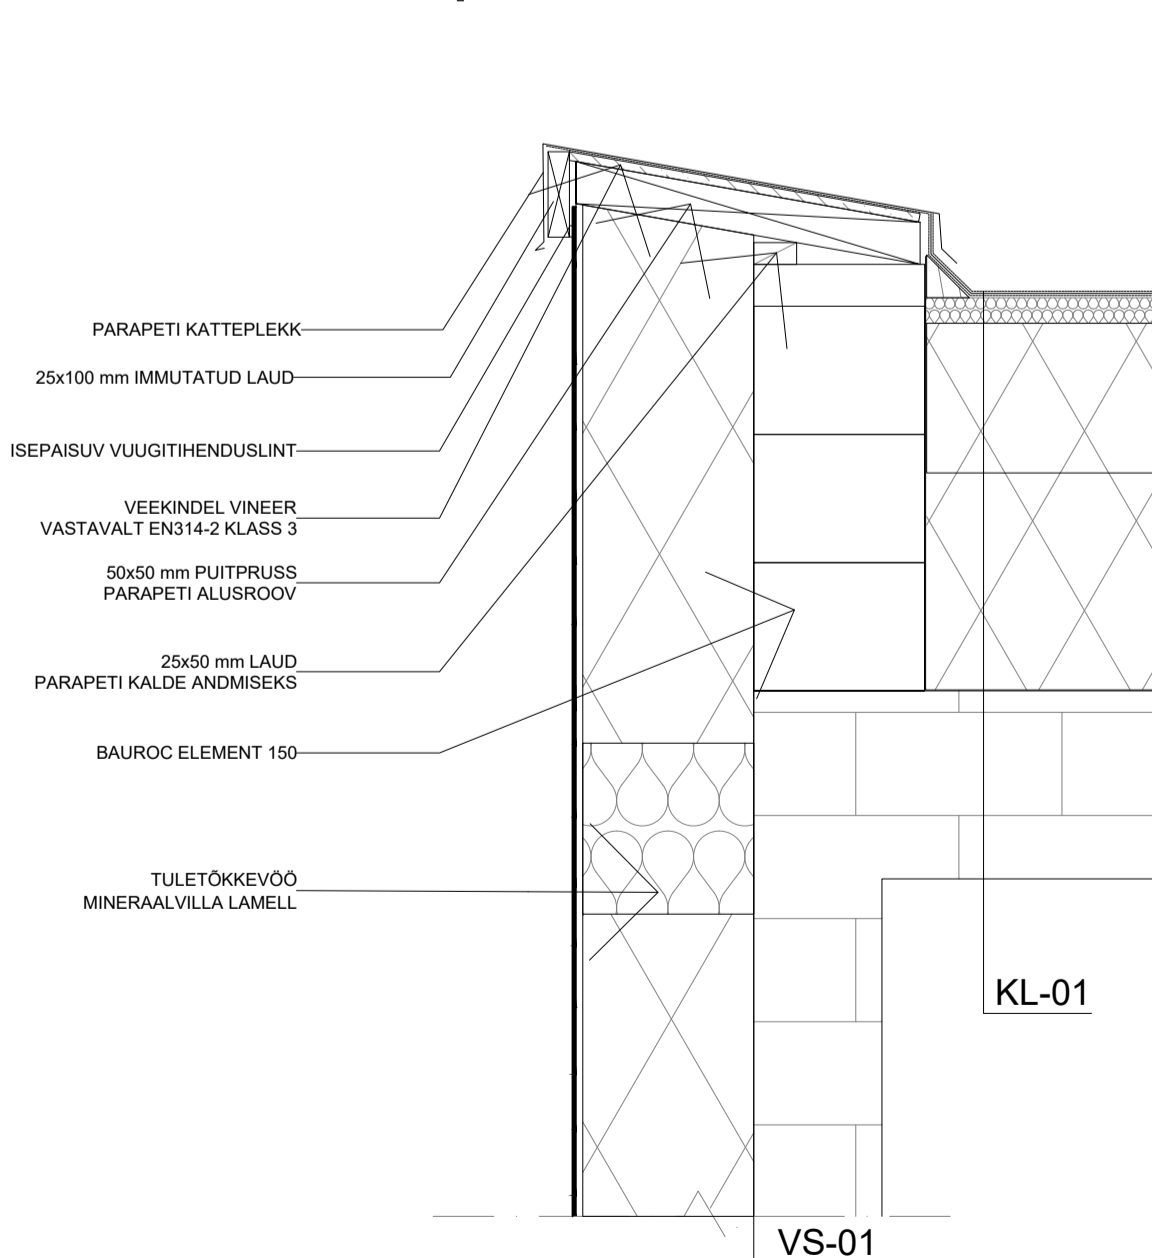 PARAPETI KATTEPLEKK
25x100 mm IMMUTATUD LAUD
ISEPAISUV VUUGITIHENDUSLINT
VEEKINDEL VINEER
VASTAVALT EN314-2 KLASS 3
50x50 mm PUITPRUSS
PARAPETI ALUSROOV
25x50 mm LAUD
PARAPETI KALDE ANDMISEKS
BAUROC ELEMENT 150
TULETÕKKEVÖÖ
MINERAALVILLA LAMELL
KL-01
VS-01